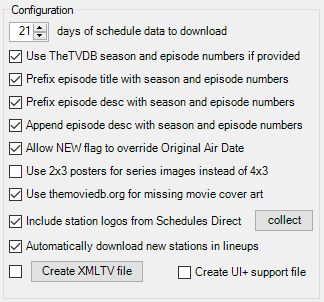 Configuration
21 days of schedule data to download
Use TheTVDB season and episode numbers if provided
Prefix episode title with season and episode numbers
Prefix episode desc with season and episode numbers
Append episode desc with season and episode numbers
Allow NEW flag to override Original Air Date
Use 2x3 posters for series images instead of 4x3
Use themoviedb.org for missing movie cover art
Include station logos from Schedules Direct collect
Automatically download new stations in lineups
Create XMLTV file Create UI+ support file